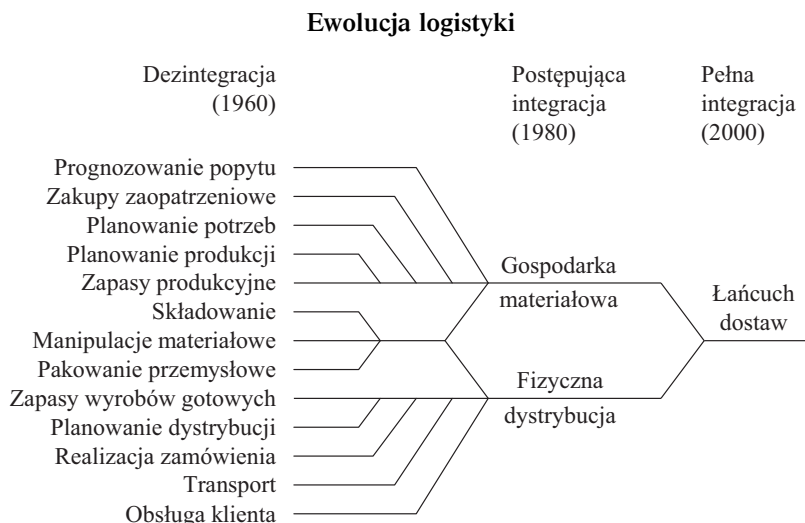 Ewolucja logistyki
Dezintegracja
(1960)
Postępująca
integracja
(1980)
Pełna
integracja
(2000)
Prognozowanie popytu
Zakupy zaopatrzeniowe
Planowanie potrzeb
Planowanie produkcji
Zapasy produkcyjne
Składowanie
Manipulacje materiałowe
Pakowanie przemysłowe
Zapasy wyrobów gotowych
Planowanie dystrybucji
Realizacja zamówienia
Transport
Obsługa klienta
Gospodarka
materiałowa
Fizyczna
dystrybucja
Łańcuch
dostaw